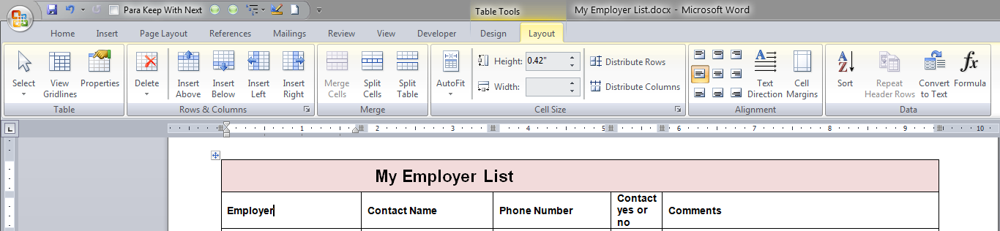 Para Keep With Next
Table Tools
My Employer List.docx - Microsoft Word
Home Insert Page Layout References Mailings Review View Developer Design Layout
Select
View Gridlines
Properties
Table
Delete
Insert Above
Insert Below
Insert Left
Insert Right
Rows & Columns
Merge Cells
Split Cells
Split Table
Merge
AutoFit
Height: 0.42"
Width:
Distribute Rows
Distribute Columns
Cell Size
A
Text Direction
Cell Margins
Alignment
A Z
Sort
Repeat Header Rows
Convert to Text
fx
Formula
Data
L
1 2 3 4 5 6 7 8 9 10
My Employer List
Employer
Contact Name
Phone Number
Contact
yes or
no
Comments